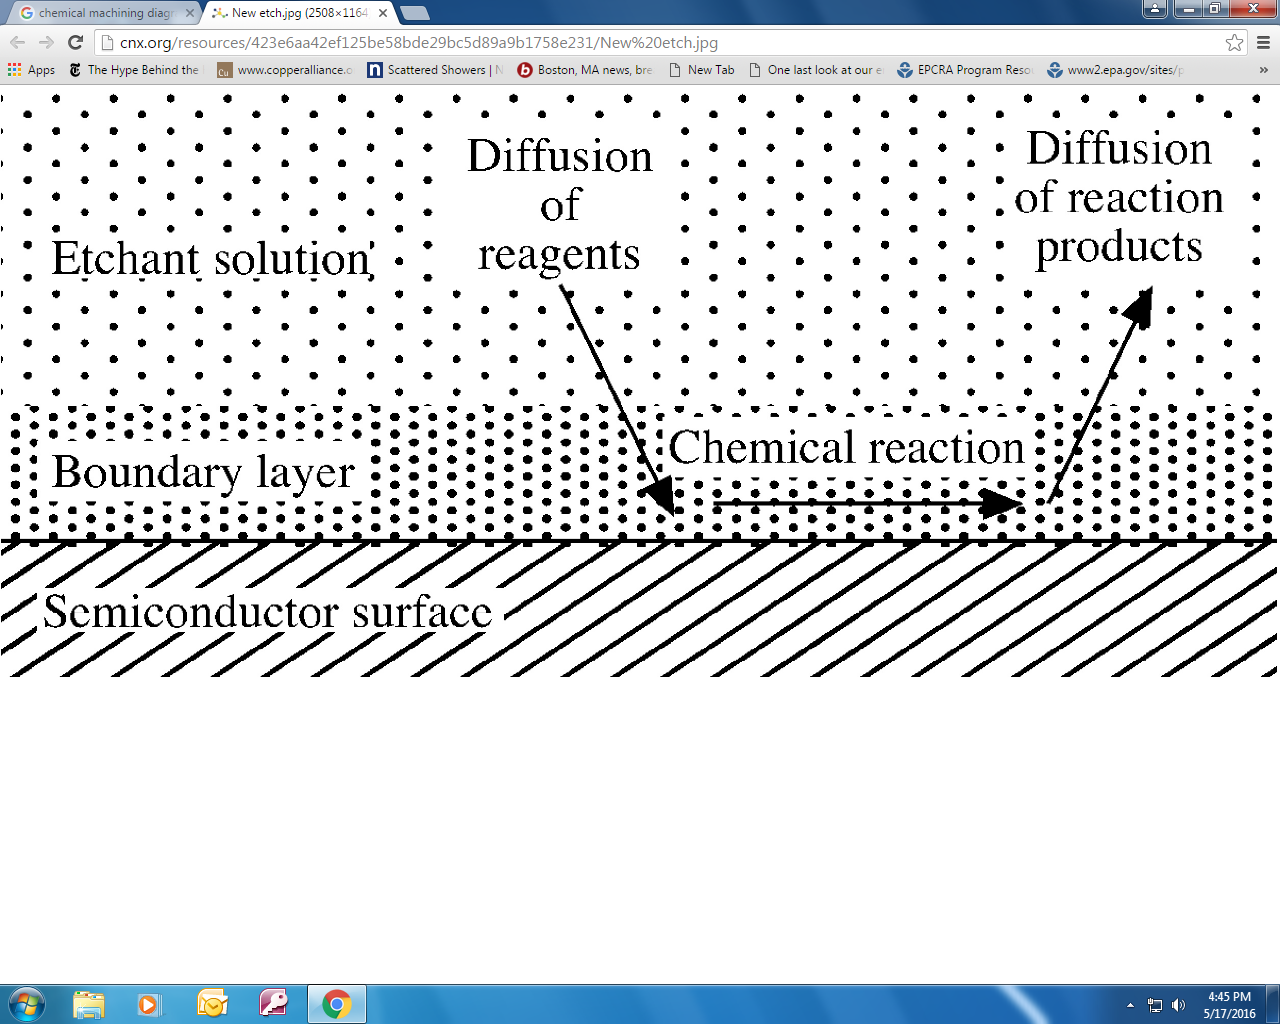 chemical machining diag
New etch.jpg (2508×1164
cnx.org/resources/423e6aa42ef125be58bde29bc5d89a9b1758e231/New%20etch.jpg
Apps The Hype Behind the www.copperalliance.o Scattered Showers | N Boston, MA news, bre New Tab One last look at our e EPCRA Program Reso www2.epa.gov/sites/p »
Diffusion
of
reagents
Diffusion
of reaction
products
Etchant solution
Chemical reaction
Boundary layer
Semiconductor surface
4:45 PM
5/17/2016